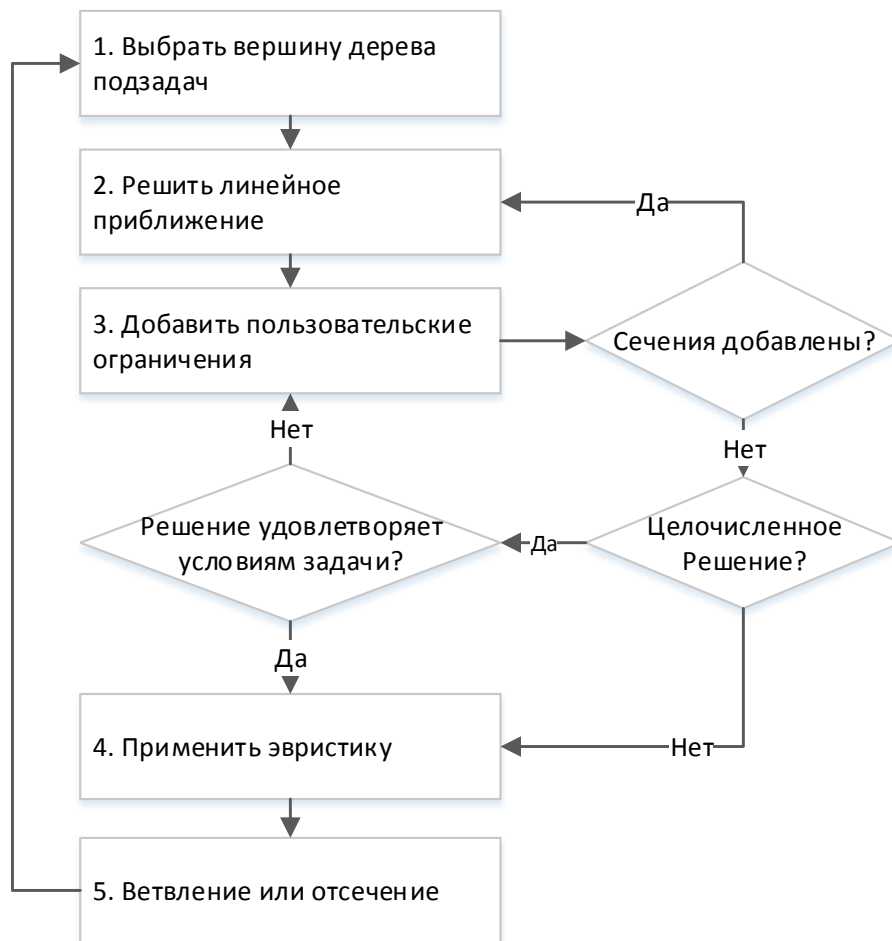 1. Выбрать вершину дерева
подзадач
2. Решить линейное
приближение
Да
3. Добавить пользовательские
ограничения
Сечения добавлены?
Нет
Нет
Решение удовлетворяет
условиям задачи?
Да
Целочисленное
Решение?
Да
4. Применить эвристику
Нет
5. Ветвление или отсечение